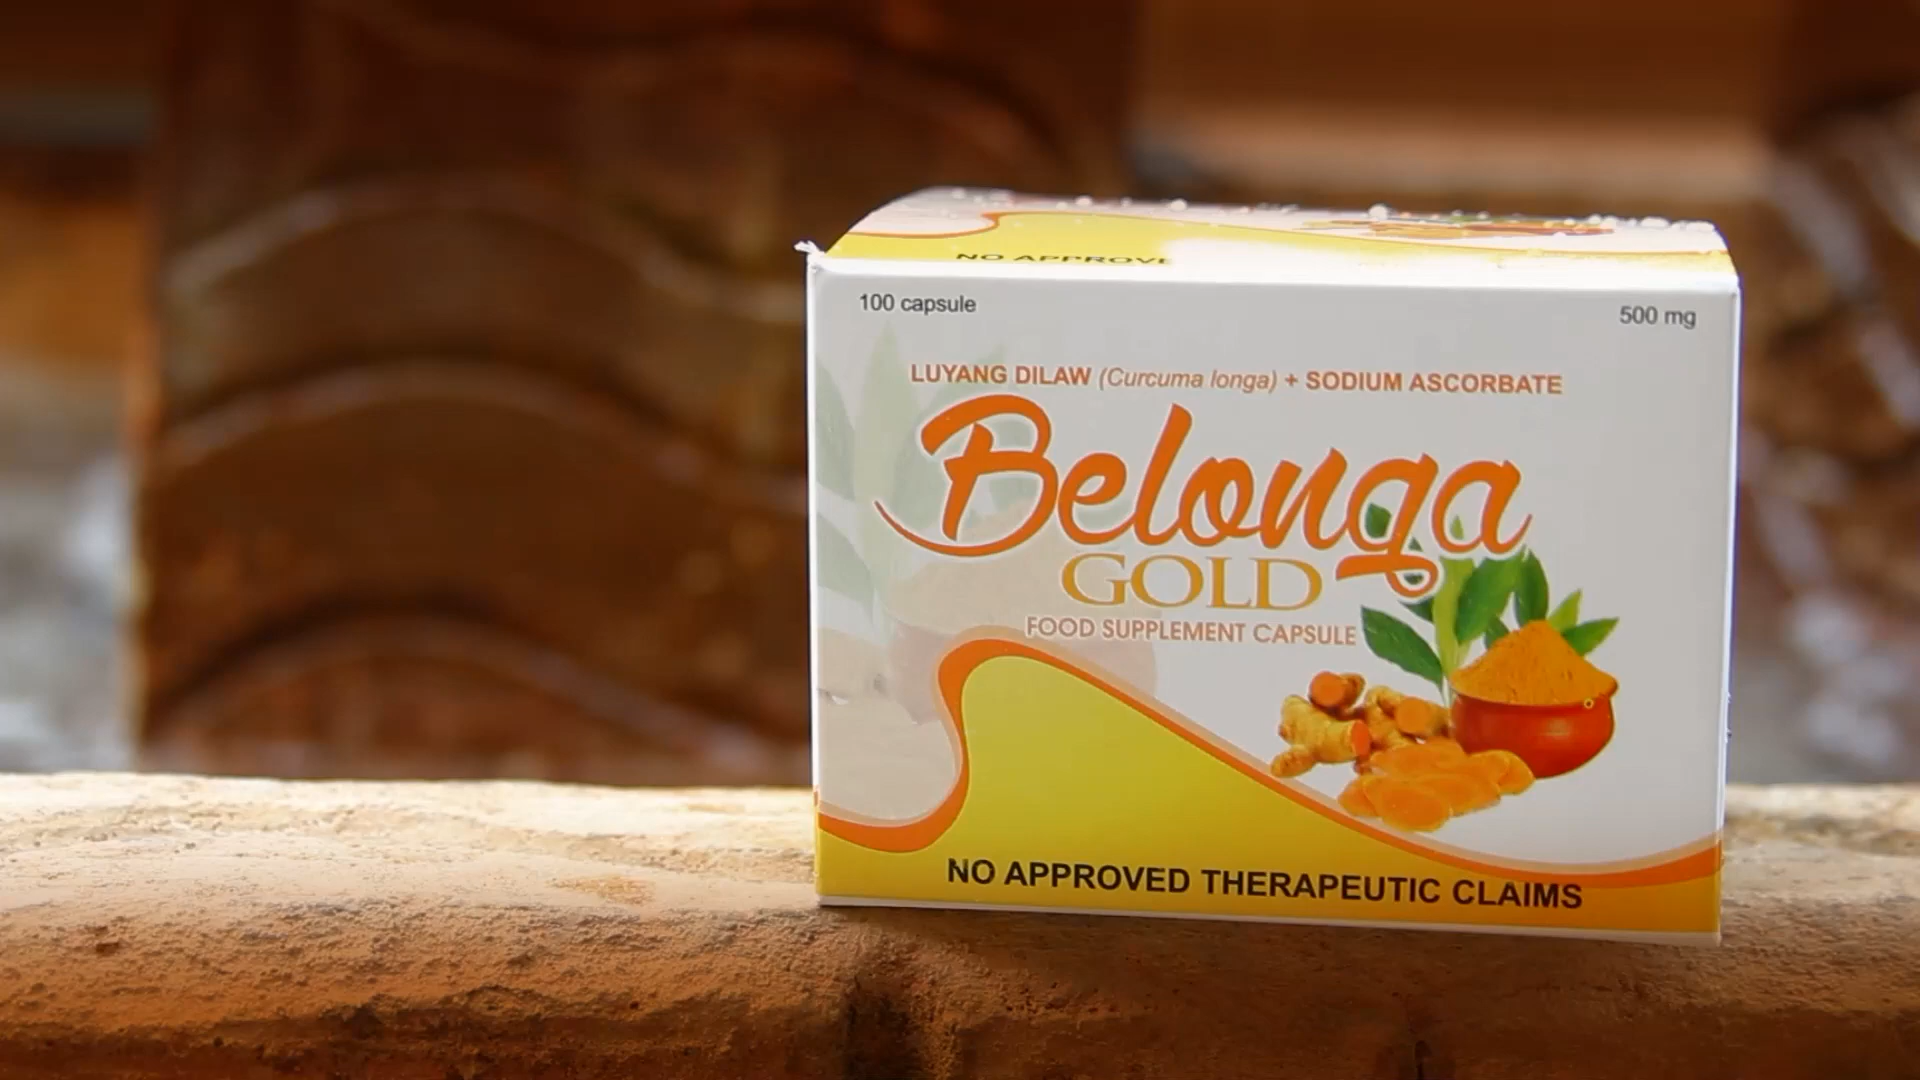 NO APPROVE
100 capsule
500 mg
LUYANG DILAW (Curcuma longa) + SODIUM ASCORBATE
Belonga
GOLD
FOOD SUPPLEMENT CAPSULE
NO APPROVED THERAPEUTIC CLAIMS